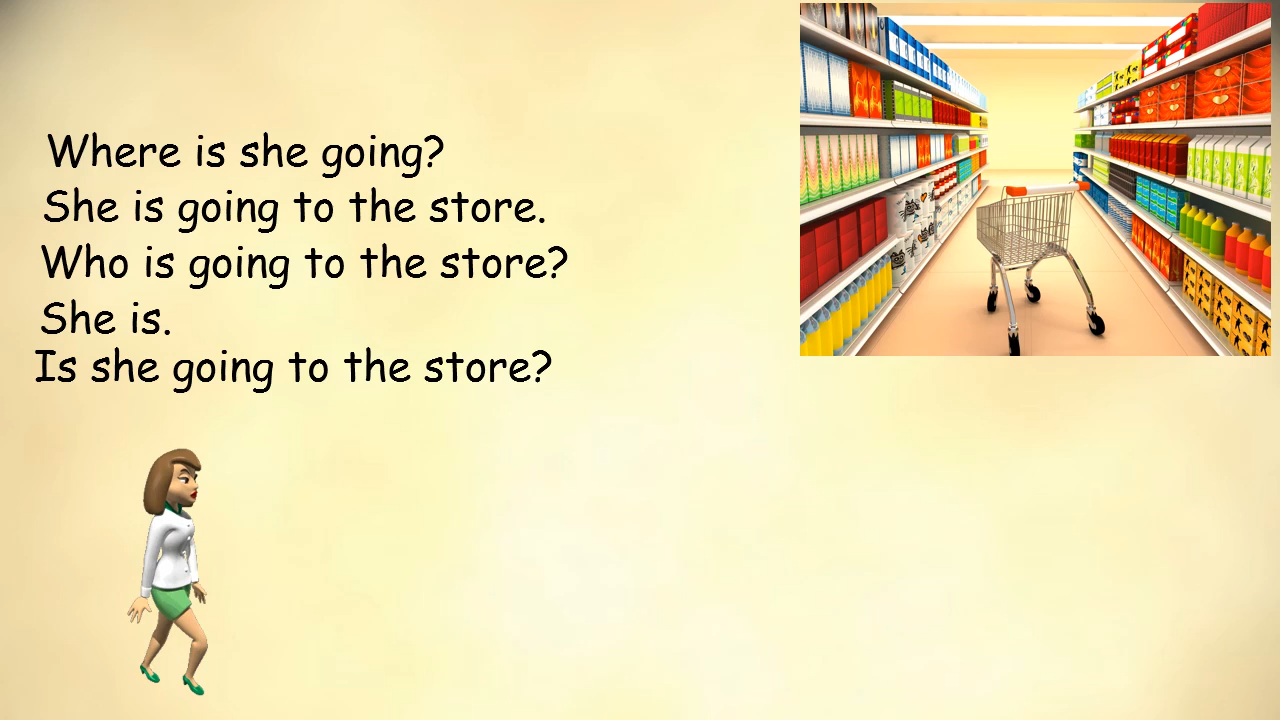 Where is she going?
She is going to the store.
Who is going to the store?
She is.
Is she going to the store?